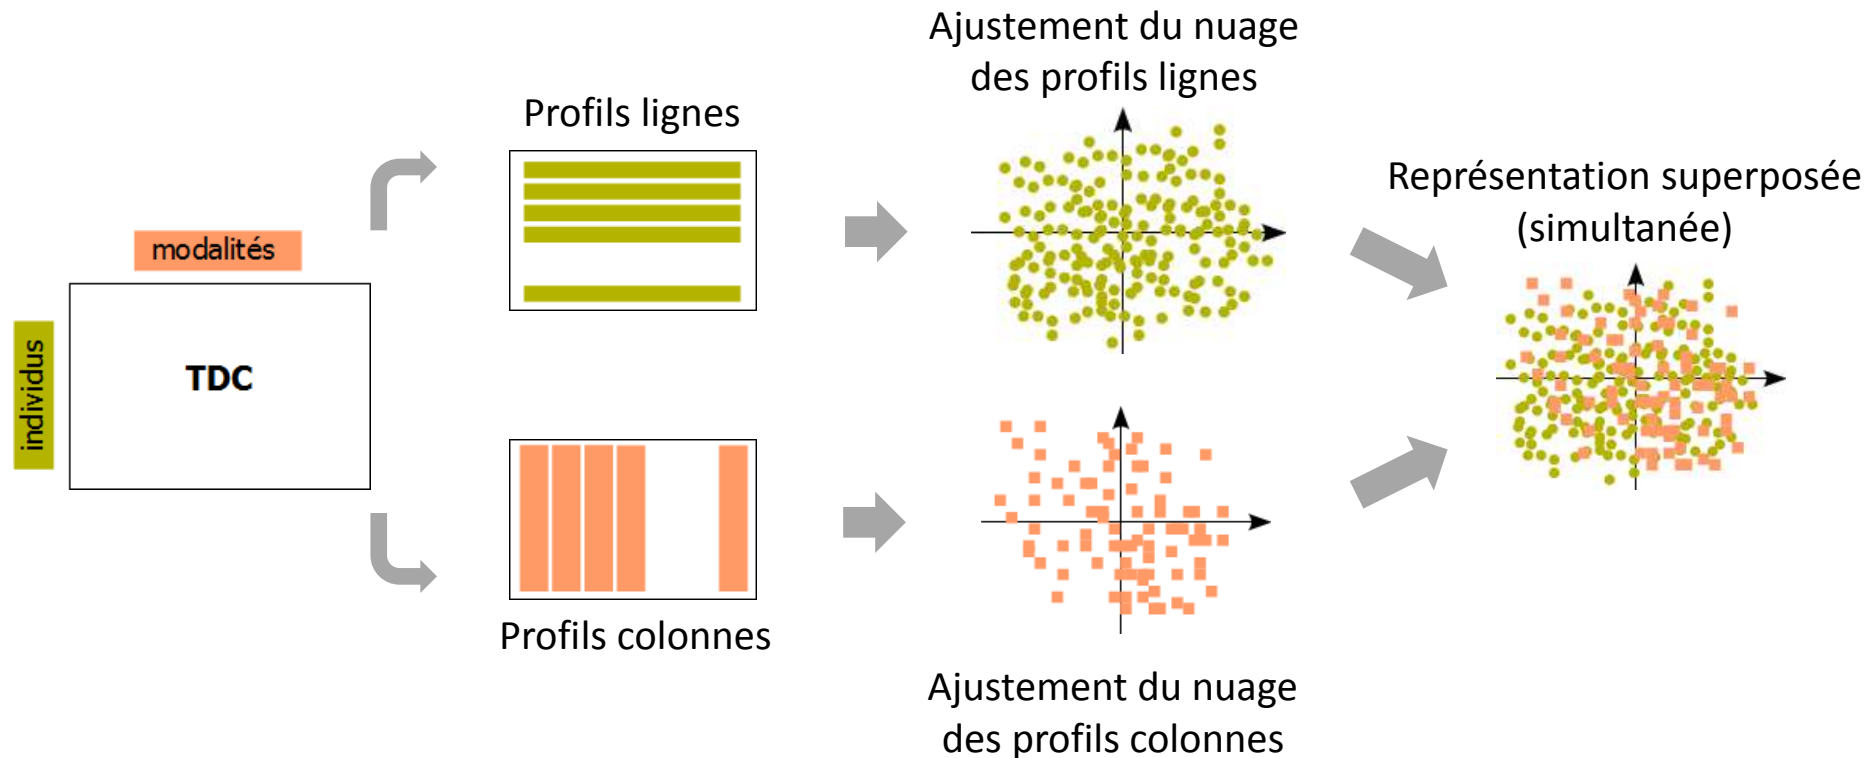 modalités
individus
TDC
Profils lignes
Profils colonnes
Ajustement du nuage
des profils lignes
Ajustement du nuage
des profils colonnes
Représentation superposée
(simultanée)